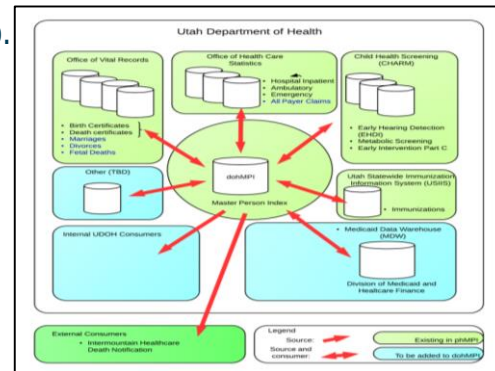 ).
Utah Department of Health
Office of Vital Records
• Birth Certificates
• Death certificates
• Marriages
• Divorces
• Fetal Deaths
Office of Health Care
Statistics
• Hospital Inpatient
• Ambulatory
• Emergency
• All Payer Claims
Child Health Screening
(CHARM)
• Early Hearing Detection
(EHDI)
• Metabolic Screening
• Early Intervention Part C
Other (TBD)
dohMPI
Master Person Index
Utah Statewide Immunization
Information System (USIIS)
• Immunizations
Internal UDOH Consumers
• Medicaid Data Warehouse
(MDW)
Division of Medicaid and
Healthcare Finance
External Consumers
• Intermountain Healthcare
Death Notification
Legend
Source:
Source and
consumer:
Existing in phMPI
To be added to dohMPI